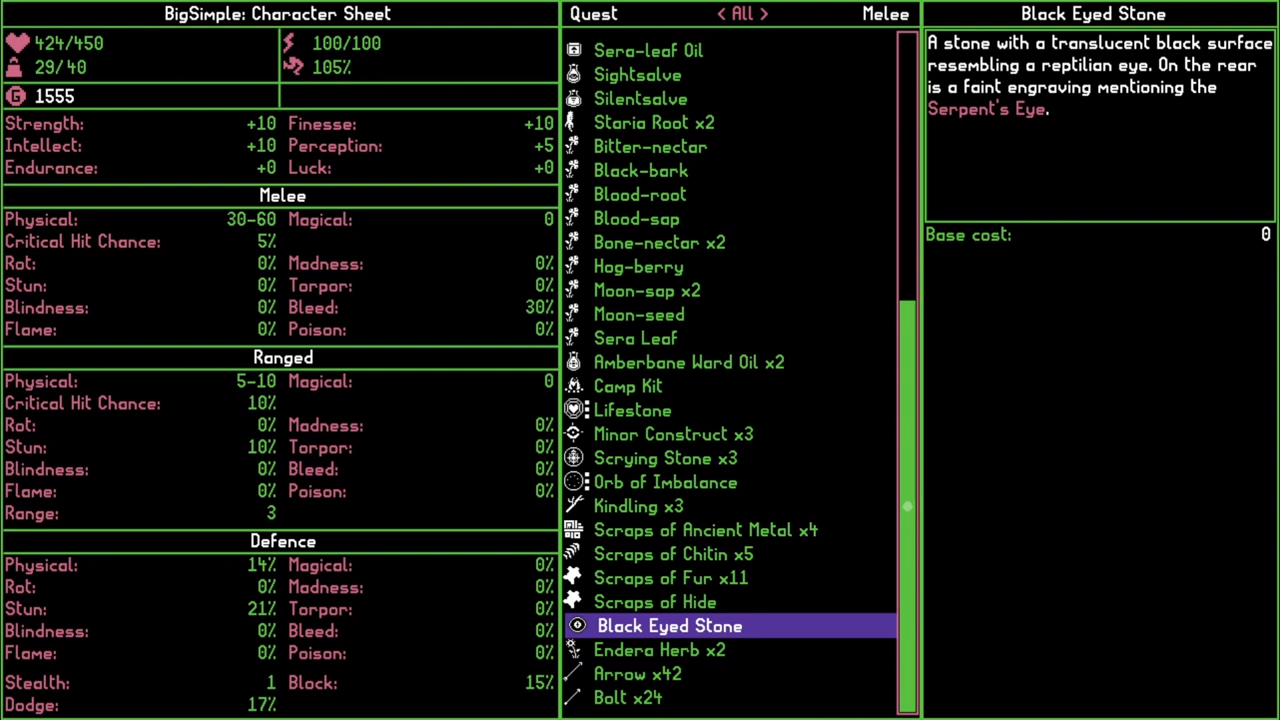 BigSimple: Character Sheet
424/450 100/100
29/40 105%
G 1555
Strength: +10 Finesse: +10
Intellect: +10 Perception: +5
Endurance: +0 Luck: +0
Melee
Physical: 30-60 Magical: 0
Critical Hit Chance: 5%
Rot: 0% Madness: 0%
Stun: 0% Torpor: 0%
Blindness: 0% Bleed: 30%
Flame: 0% Poison: 0%
Ranged
Physical: 5-10 Magical: 0
Critical Hit Chance: 10%
Rot: 0% Madness: 0%
Stun: 10% Torpor: 0%
Blindness: 0% Bleed: 0%
Flame: 0% Poison: 0%
Range: 3
Defence
Physical: 14% Magical: 0%
Rot: 0% Madness: 0%
Stun: 21% Torpor: 0%
Blindness: 0% Bleed: 0%
Flame: 0% Poison: 0%
Stealth: 1 Block: 15%
Dodge: 17%
Quest < All > Melee
Sera-leaf Oil
Sightsalve
Silentsalve
Staria Root x2
Bitter-nectar
Black-bark
Blood-root
Blood-sap
Bone-nectar x2
Hog-berry
Moon-sap x2
Moon-seed
Sera Leaf
Amberbane Ward Oil x2
Camp Kit
Lifestone
Minor Construct x3
Scrying Stone x3
Orb of Imbalance
Kindling x3
Scraps of Ancient Metal x4
Scraps of Chitin x5
Scraps of Fur x11
Scraps of Hide
Black Eyed Stone
Endera Herb x2
Arrow x42
Bolt x24
Black Eyed Stone
A stone with a translucent black surface
resembling a reptilian eye. On the rear
is a faint engraving mentioning the
Serpent's Eye.
Base cost: 0